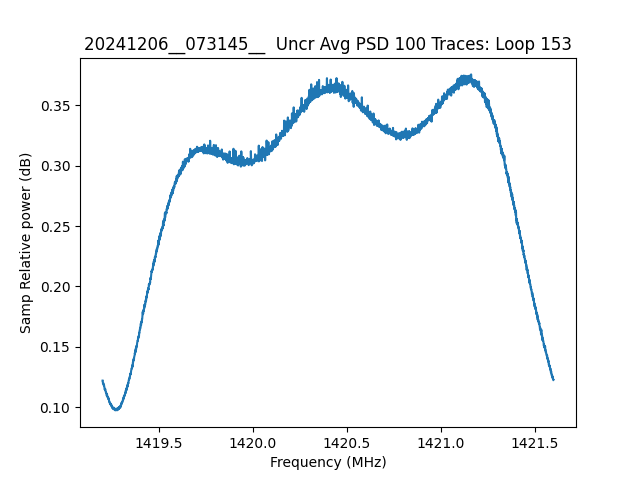 20241206__073145__ Uncr Avg PSD 100 Traces: Loop 153
Samp Relative power (dB)
0.35
0.30
0.25
0.20
0.15
0.10
1419.5 1420.0 1420.5 1421.0 1421.5
Frequency (MHz)